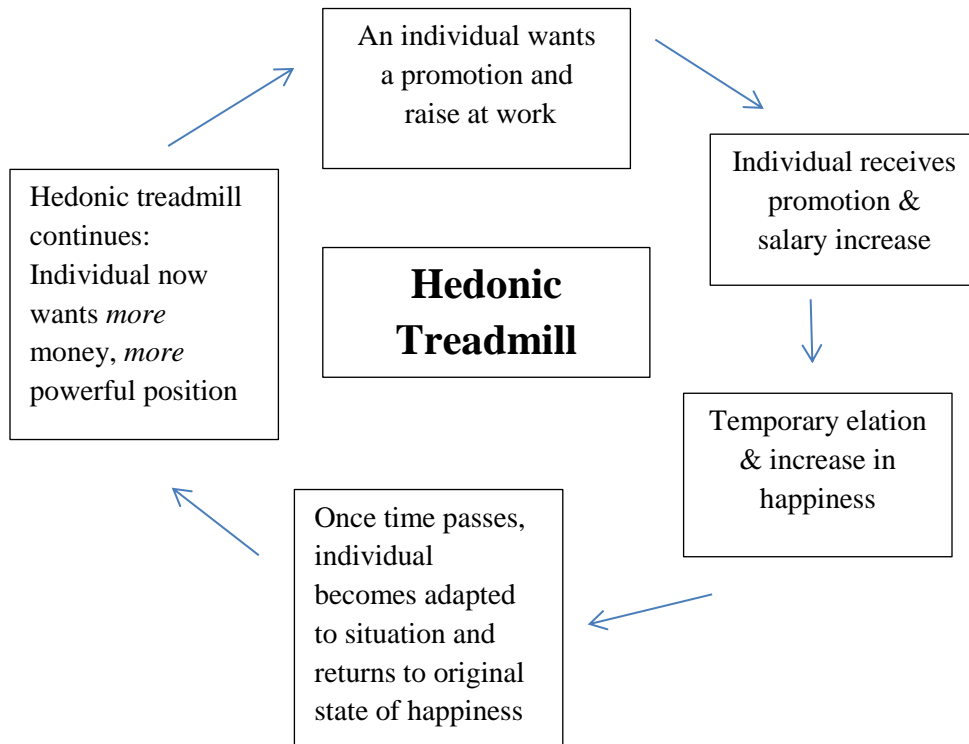 An individual wants
a promotion and
raise at work
Individual receives
promotion &
salary increase
Temporary elation
& increase in
happiness
Once time passes,
individual
becomes adapted
to situation and
returns to original
state of happiness
Hedonic treadmill
continues:
Individual now
wants more
money, more
powerful position
Hedonic
Treadmill